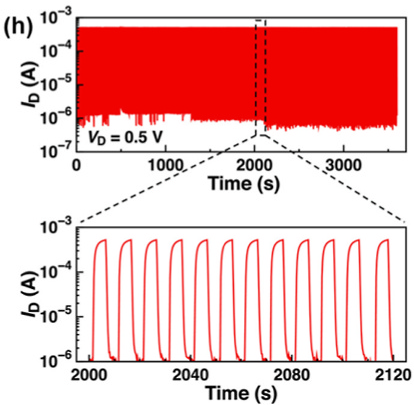 (h)
10⁻³
10⁻⁴
10⁻⁵
10⁻⁶
10⁻⁷
I_D (A)
V_D = 0.5 V
0 1000 2000 3000
Time (s)
10⁻³
10⁻⁴
10⁻⁵
10⁻⁶
I_D (A)
2000 2040 2080 2120
Time (s)